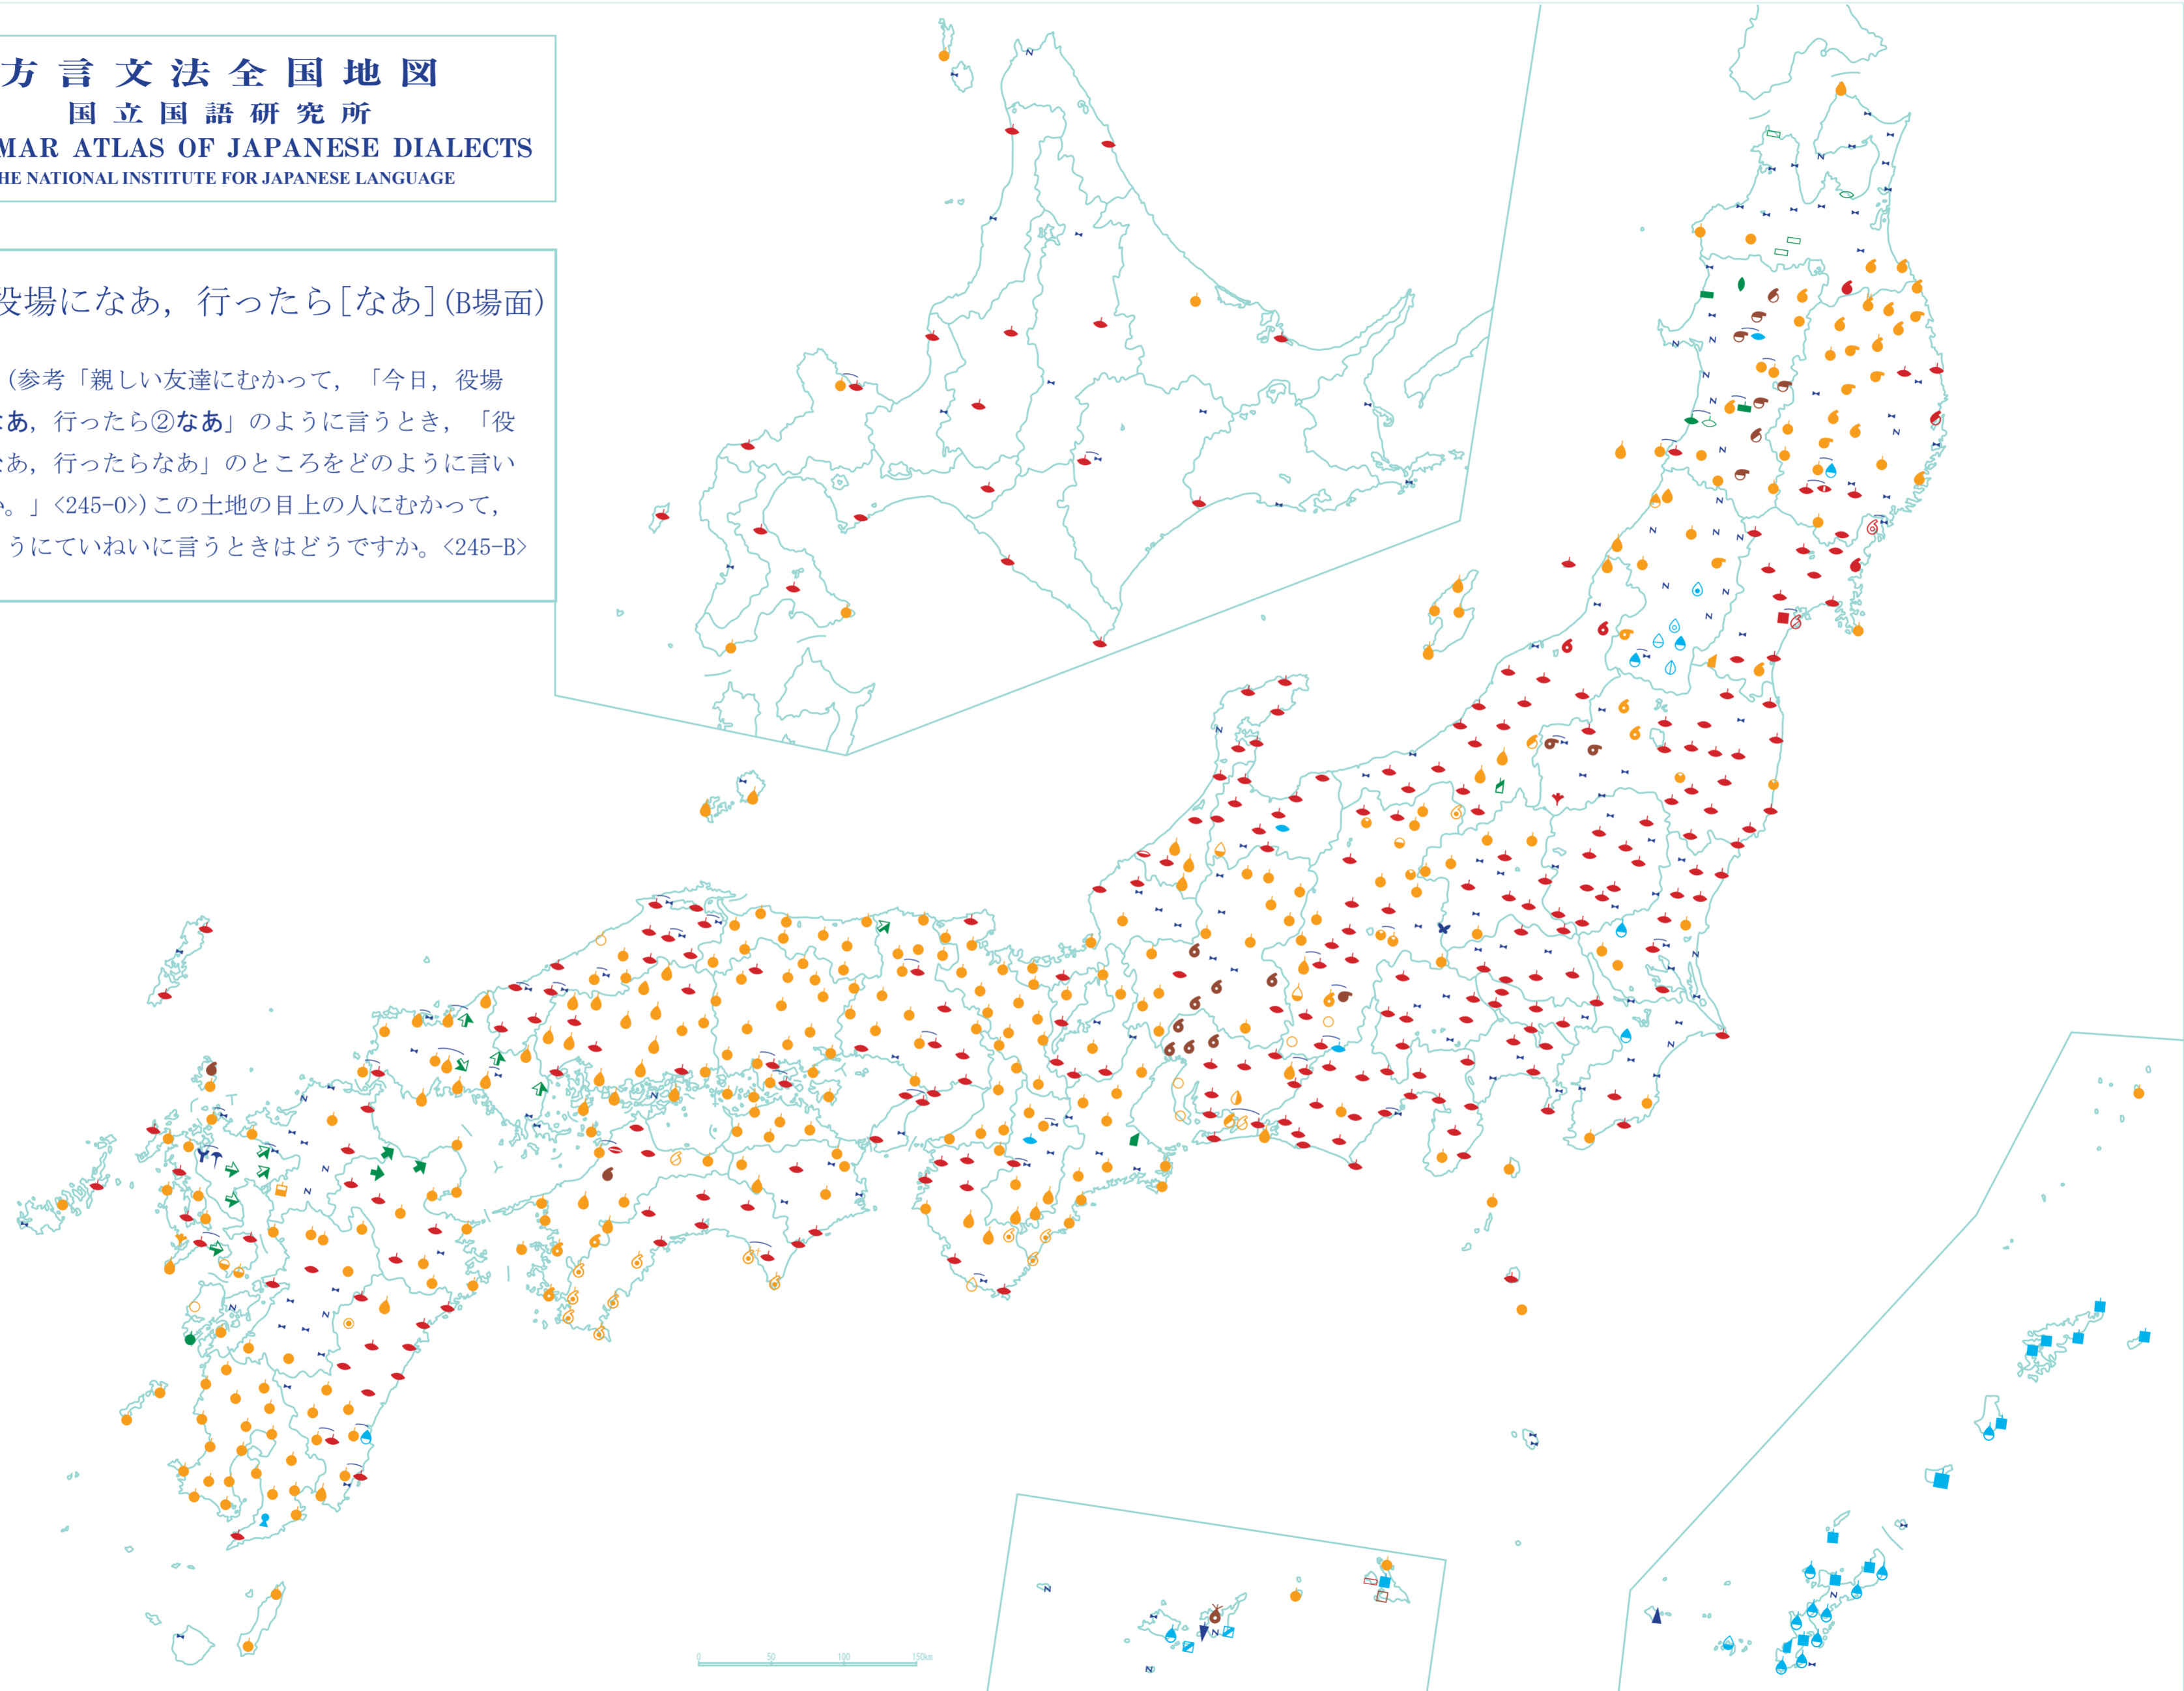 方言文法全国地図
国立国語研究所
MAR ATLAS OF JAPANESE DIALECTS
HE NATIONAL INSTITUTE FOR JAPANESE LANGUAGE
役場になあ，行ったら[なあ](B場面)
(参考「親しい友達にむかって，「今日，役場
あ，行ったら②なあ」のように言うとき，「役
あ，行ったらなあ」のところをどのように言い
。」<245-0>)この土地の目上の人にむかって，
うにていねいに言うときはどうですか。<245-B>
0 50 100 150km